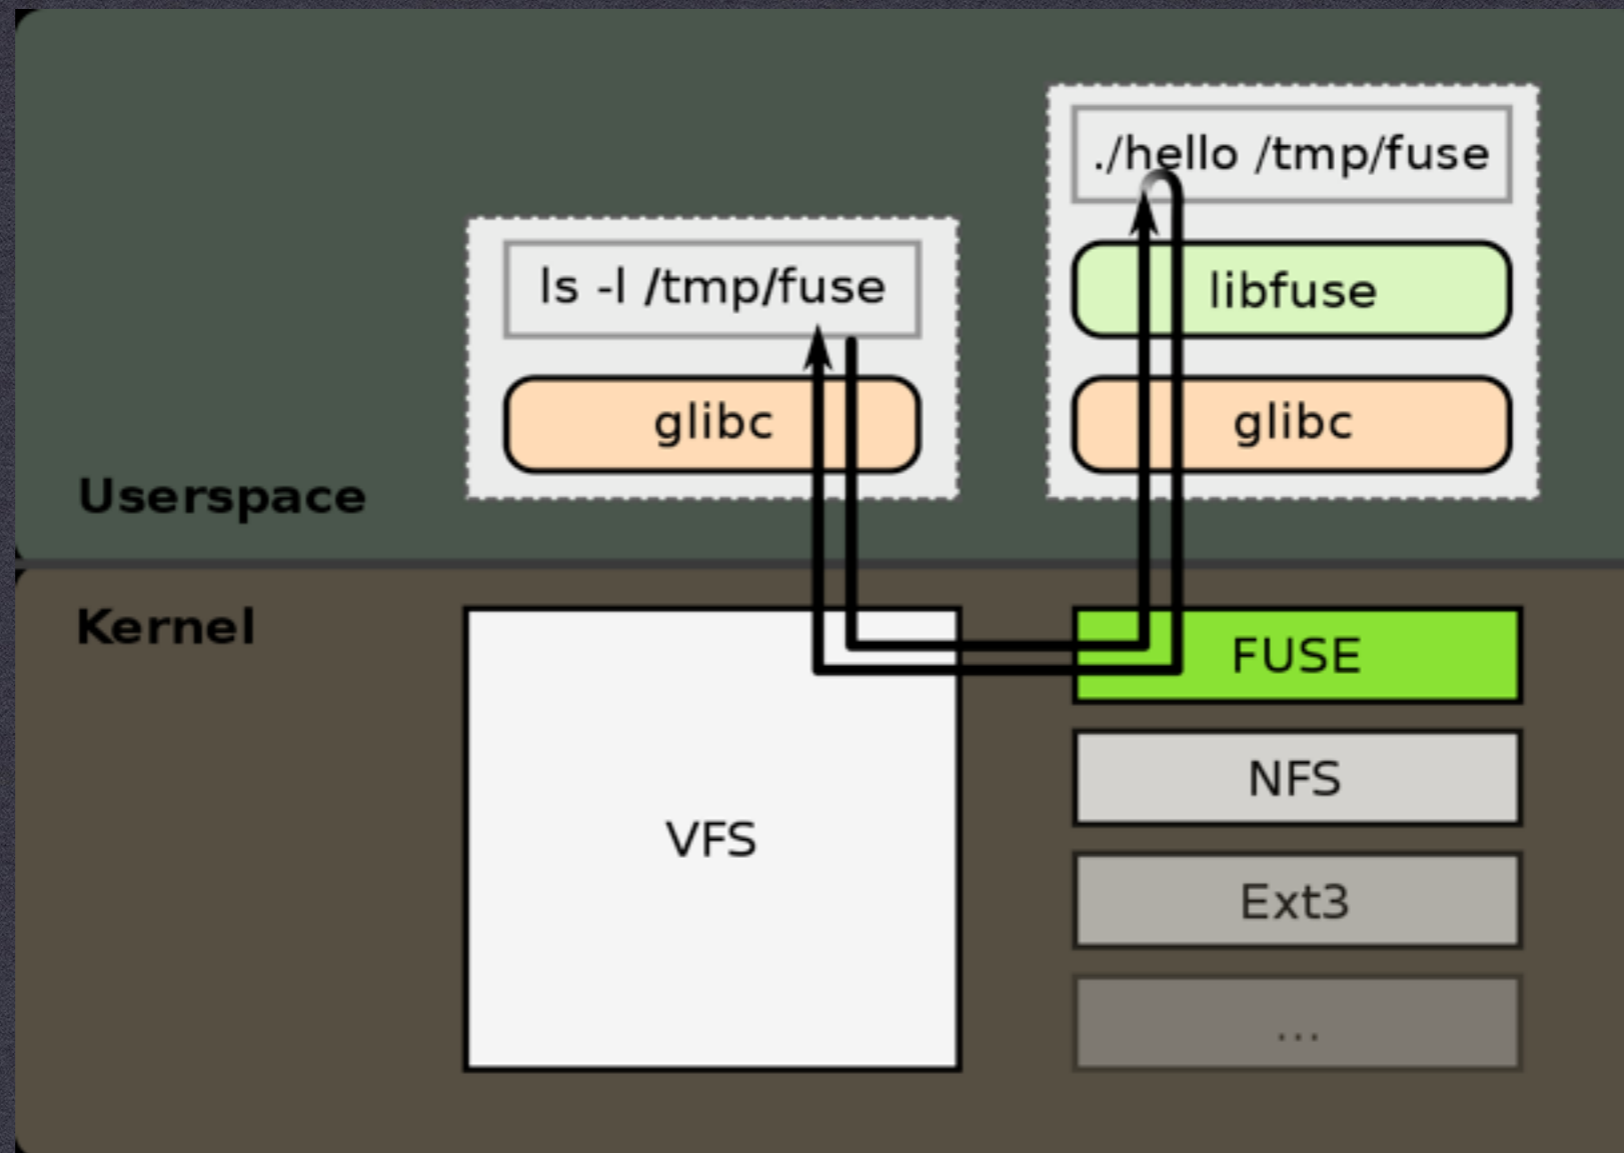 ./hello /tmp/fuse
ls -l /tmp/fuse
libfuse
glibc
glibc
Userspace
Kernel
FUSE
NFS
VFS
Ext3
...